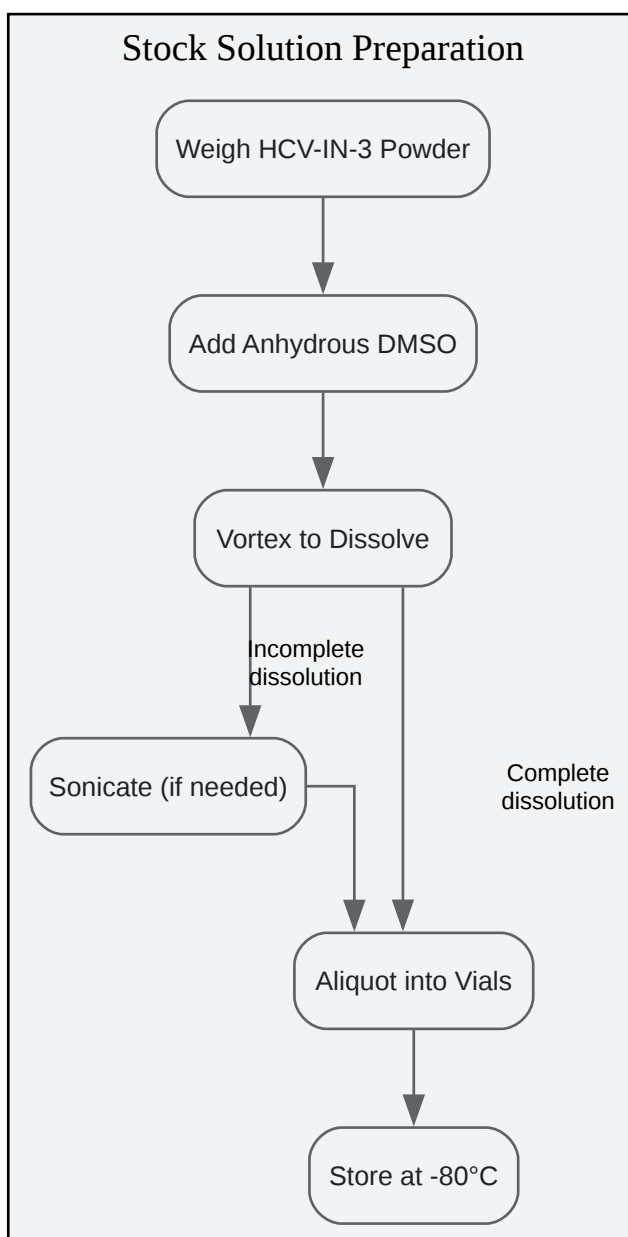 Stock Solution Preparation
Weigh HCV-IN-3 Powder
Add Anhydrous DMSO
Vortex to Dissolve
Incomplete
dissolution
Sonicate (if needed)
Complete
dissolution
Aliquot into Vials
Store at -80°C